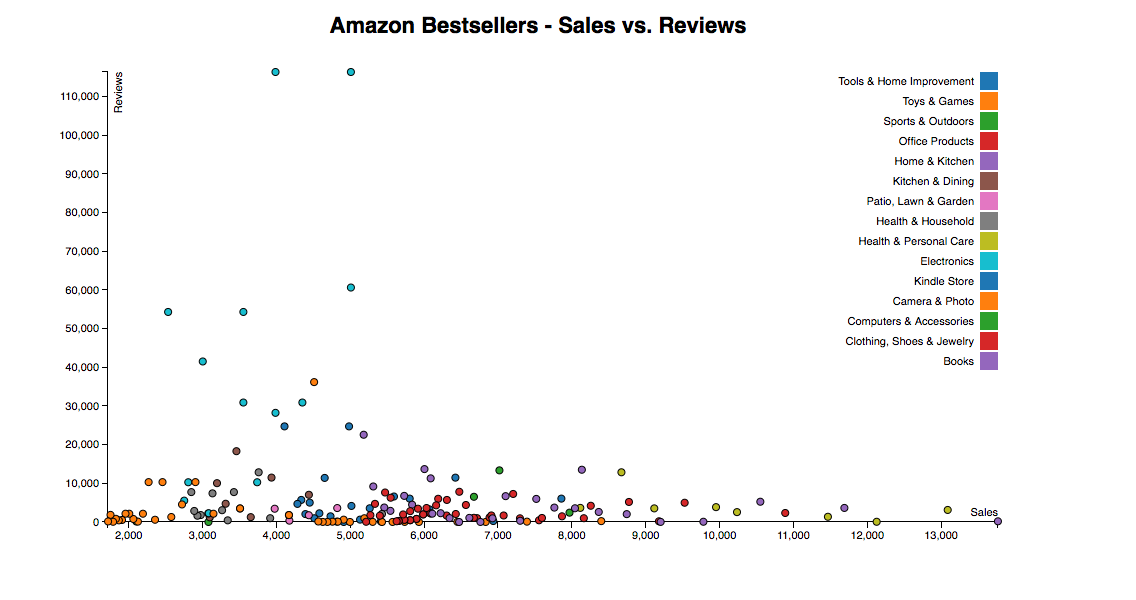 Amazon Bestsellers - Sales vs. Reviews
Reviews
110,000
100,000
90,000
80,000
70,000
60,000
50,000
40,000
30,000
20,000
10,000
0
Tools & Home Improvement
Toys & Games
Sports & Outdoors
Office Products
Home & Kitchen
Kitchen & Dining
Patio, Lawn & Garden
Health & Household
Health & Personal Care
Electronics
Kindle Store
Camera & Photo
Computers & Accessories
Clothing, Shoes & Jewelry
Books
Sales
2,000 3,000 4,000 5,000 6,000 7,000 8,000 9,000 10,000 11,000 12,000 13,000